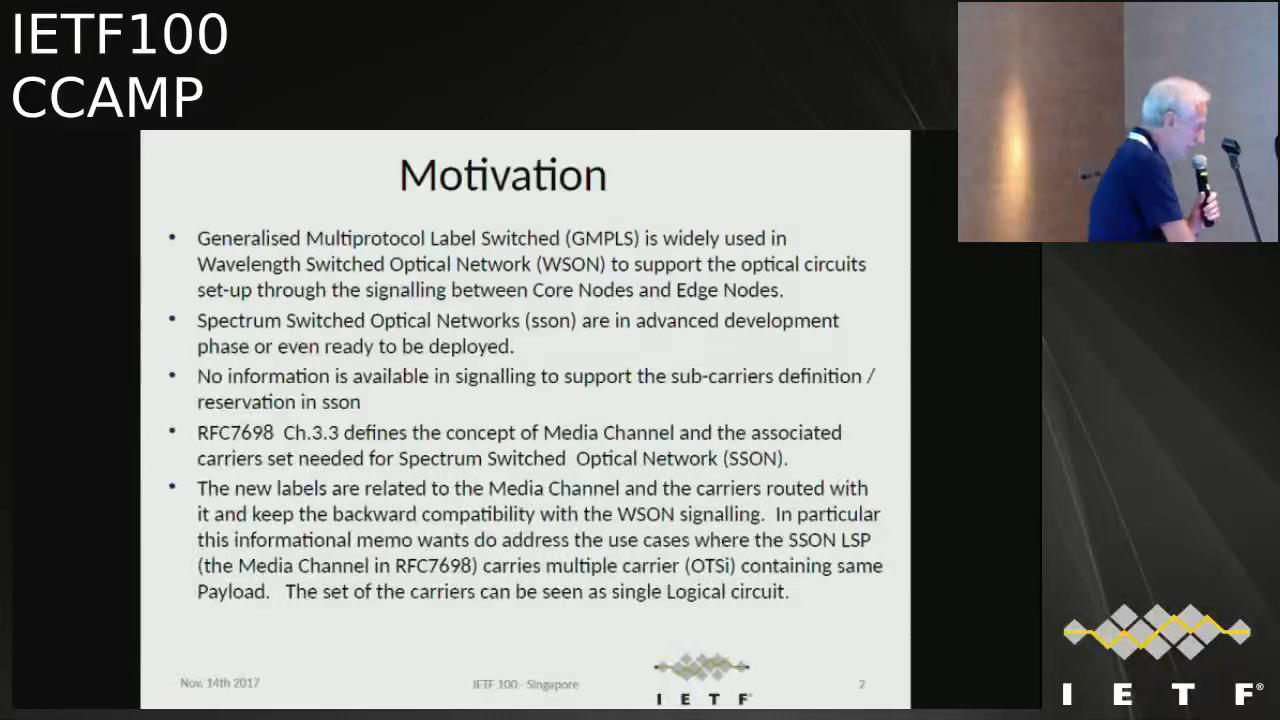 IETF100
CCAMP
Motivation
• Generalised Multiprotocol Label Switched (GMPLS) is widely used in
Wavelength Switched Optical Network (WSON) to support the optical circuits
set-up through the signalling between Core Nodes and Edge Nodes.
• Spectrum Switched Optical Networks (sson) are in advanced development
phase or even ready to be deployed.
• No information is available in signalling to support the sub-carriers definition /
reservation in sson
• RFC7698 Ch.3.3 defines the concept of Media Channel and the associated
carriers set needed for Spectrum Switched Optical Network (SSON).
• The new labels are related to the Media Channel and the carriers routed with
it and keep the backward compatibility with the WSON signalling. In particular
this informational memo wants do address the use cases where the SSON LSP
(the Media Channel in RFC7698) carries multiple carrier (OTSi) containing same
Payload. The set of the carriers can be seen as single Logical circuit.
Nov. 14th 2017
IETF 100 - Singapore
2
I E T F
I E T F®